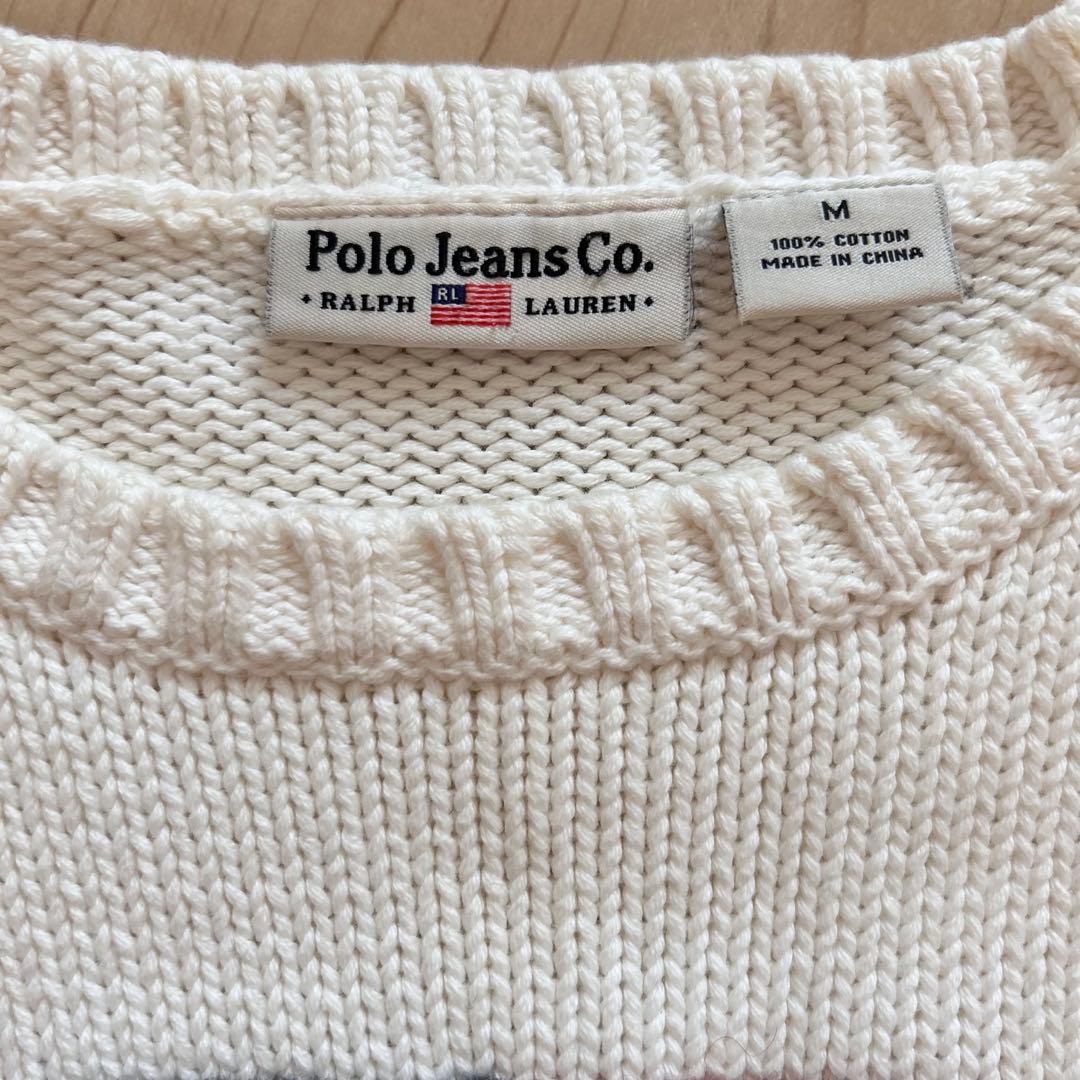 Polo Jeans Co.
• RALPH RL LAUREN •
M
100% COTTON
MADE IN CHINA